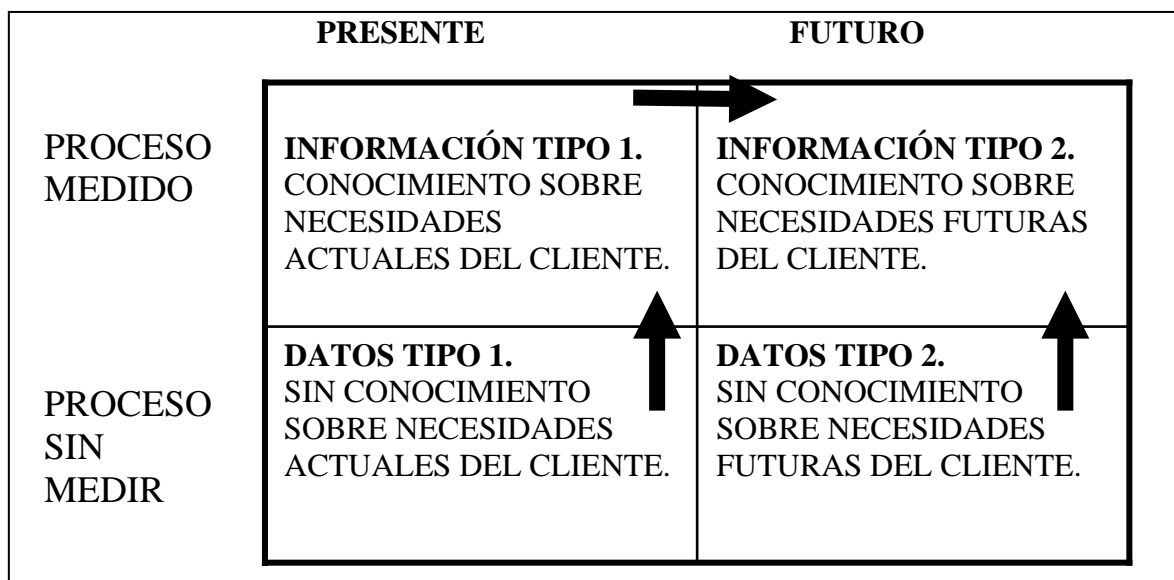 PRESENTE FUTURO
PROCESO
MEDIDO
INFORMACIÓN TIPO 1.
CONOCIMIENTO SOBRE
NECESIDADES
ACTUALES DEL CLIENTE.
INFORMACIÓN TIPO 2.
CONOCIMIENTO SOBRE
NECESIDADES FUTURAS
DEL CLIENTE.
PROCESO
SIN
MEDIR
DATOS TIPO 1.
SIN CONOCIMIENTO
SOBRE NECESIDADES
ACTUALES DEL CLIENTE.
DATOS TIPO 2.
SIN CONOCIMIENTO
SOBRE NECESIDADES
FUTURAS DEL CLIENTE.